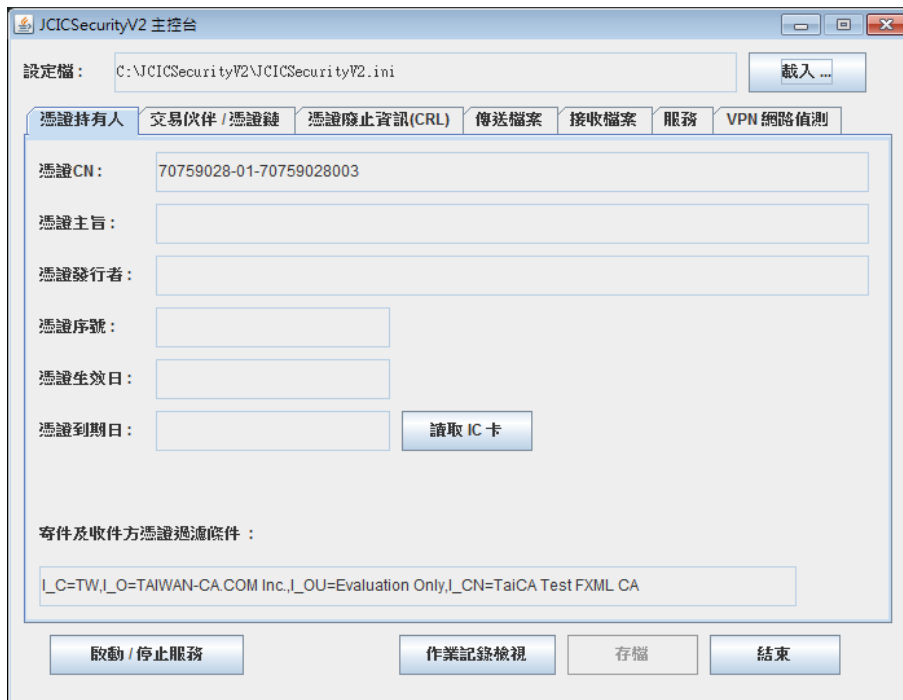 JCICSecurityV2 主控台
設定檔： C:\JCICSecurityV2\JCICSecurityV2.ini 載入 ...
憑證持有人 交易伙伴 / 憑證鏈 憑證廢止資訊(CRL) 傳送檔案 接收檔案 服務 VPN 網路偵測
憑證CN： 70759028-01-70759028003
憑證主旨：
憑證發行者：
憑證序號：
憑證生效日：
憑證到期日： 讀取 IC 卡
寄件及收件方憑證過濾條件 ：
I_C=TW,I_O=TAIWAN-CA.COM Inc.,I_OU=Evaluation Only,I_CN=TaiCA Test FXML CA
啟動 / 停止服務 作業記錄檢視 存檔 結束